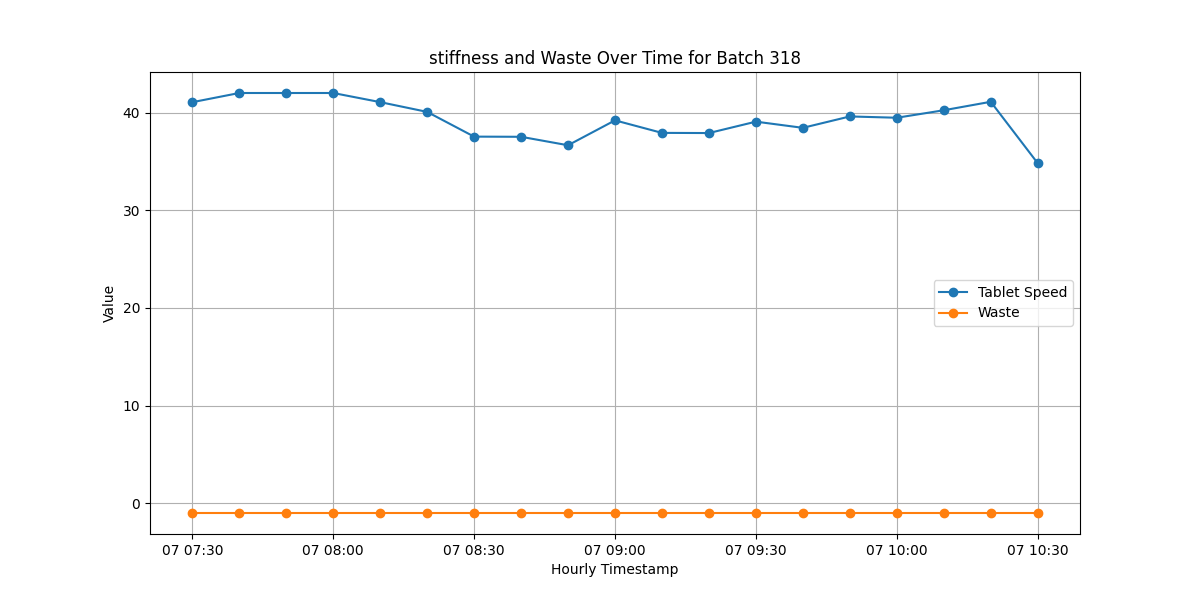 stiffness and Waste Over Time for Batch 318
40
30
20
10
0
Value
Tablet Speed
Waste
07 07:30 07 08:00 07 08:30 07 09:00 07 09:30 07 10:00 07 10:30
Hourly Timestamp